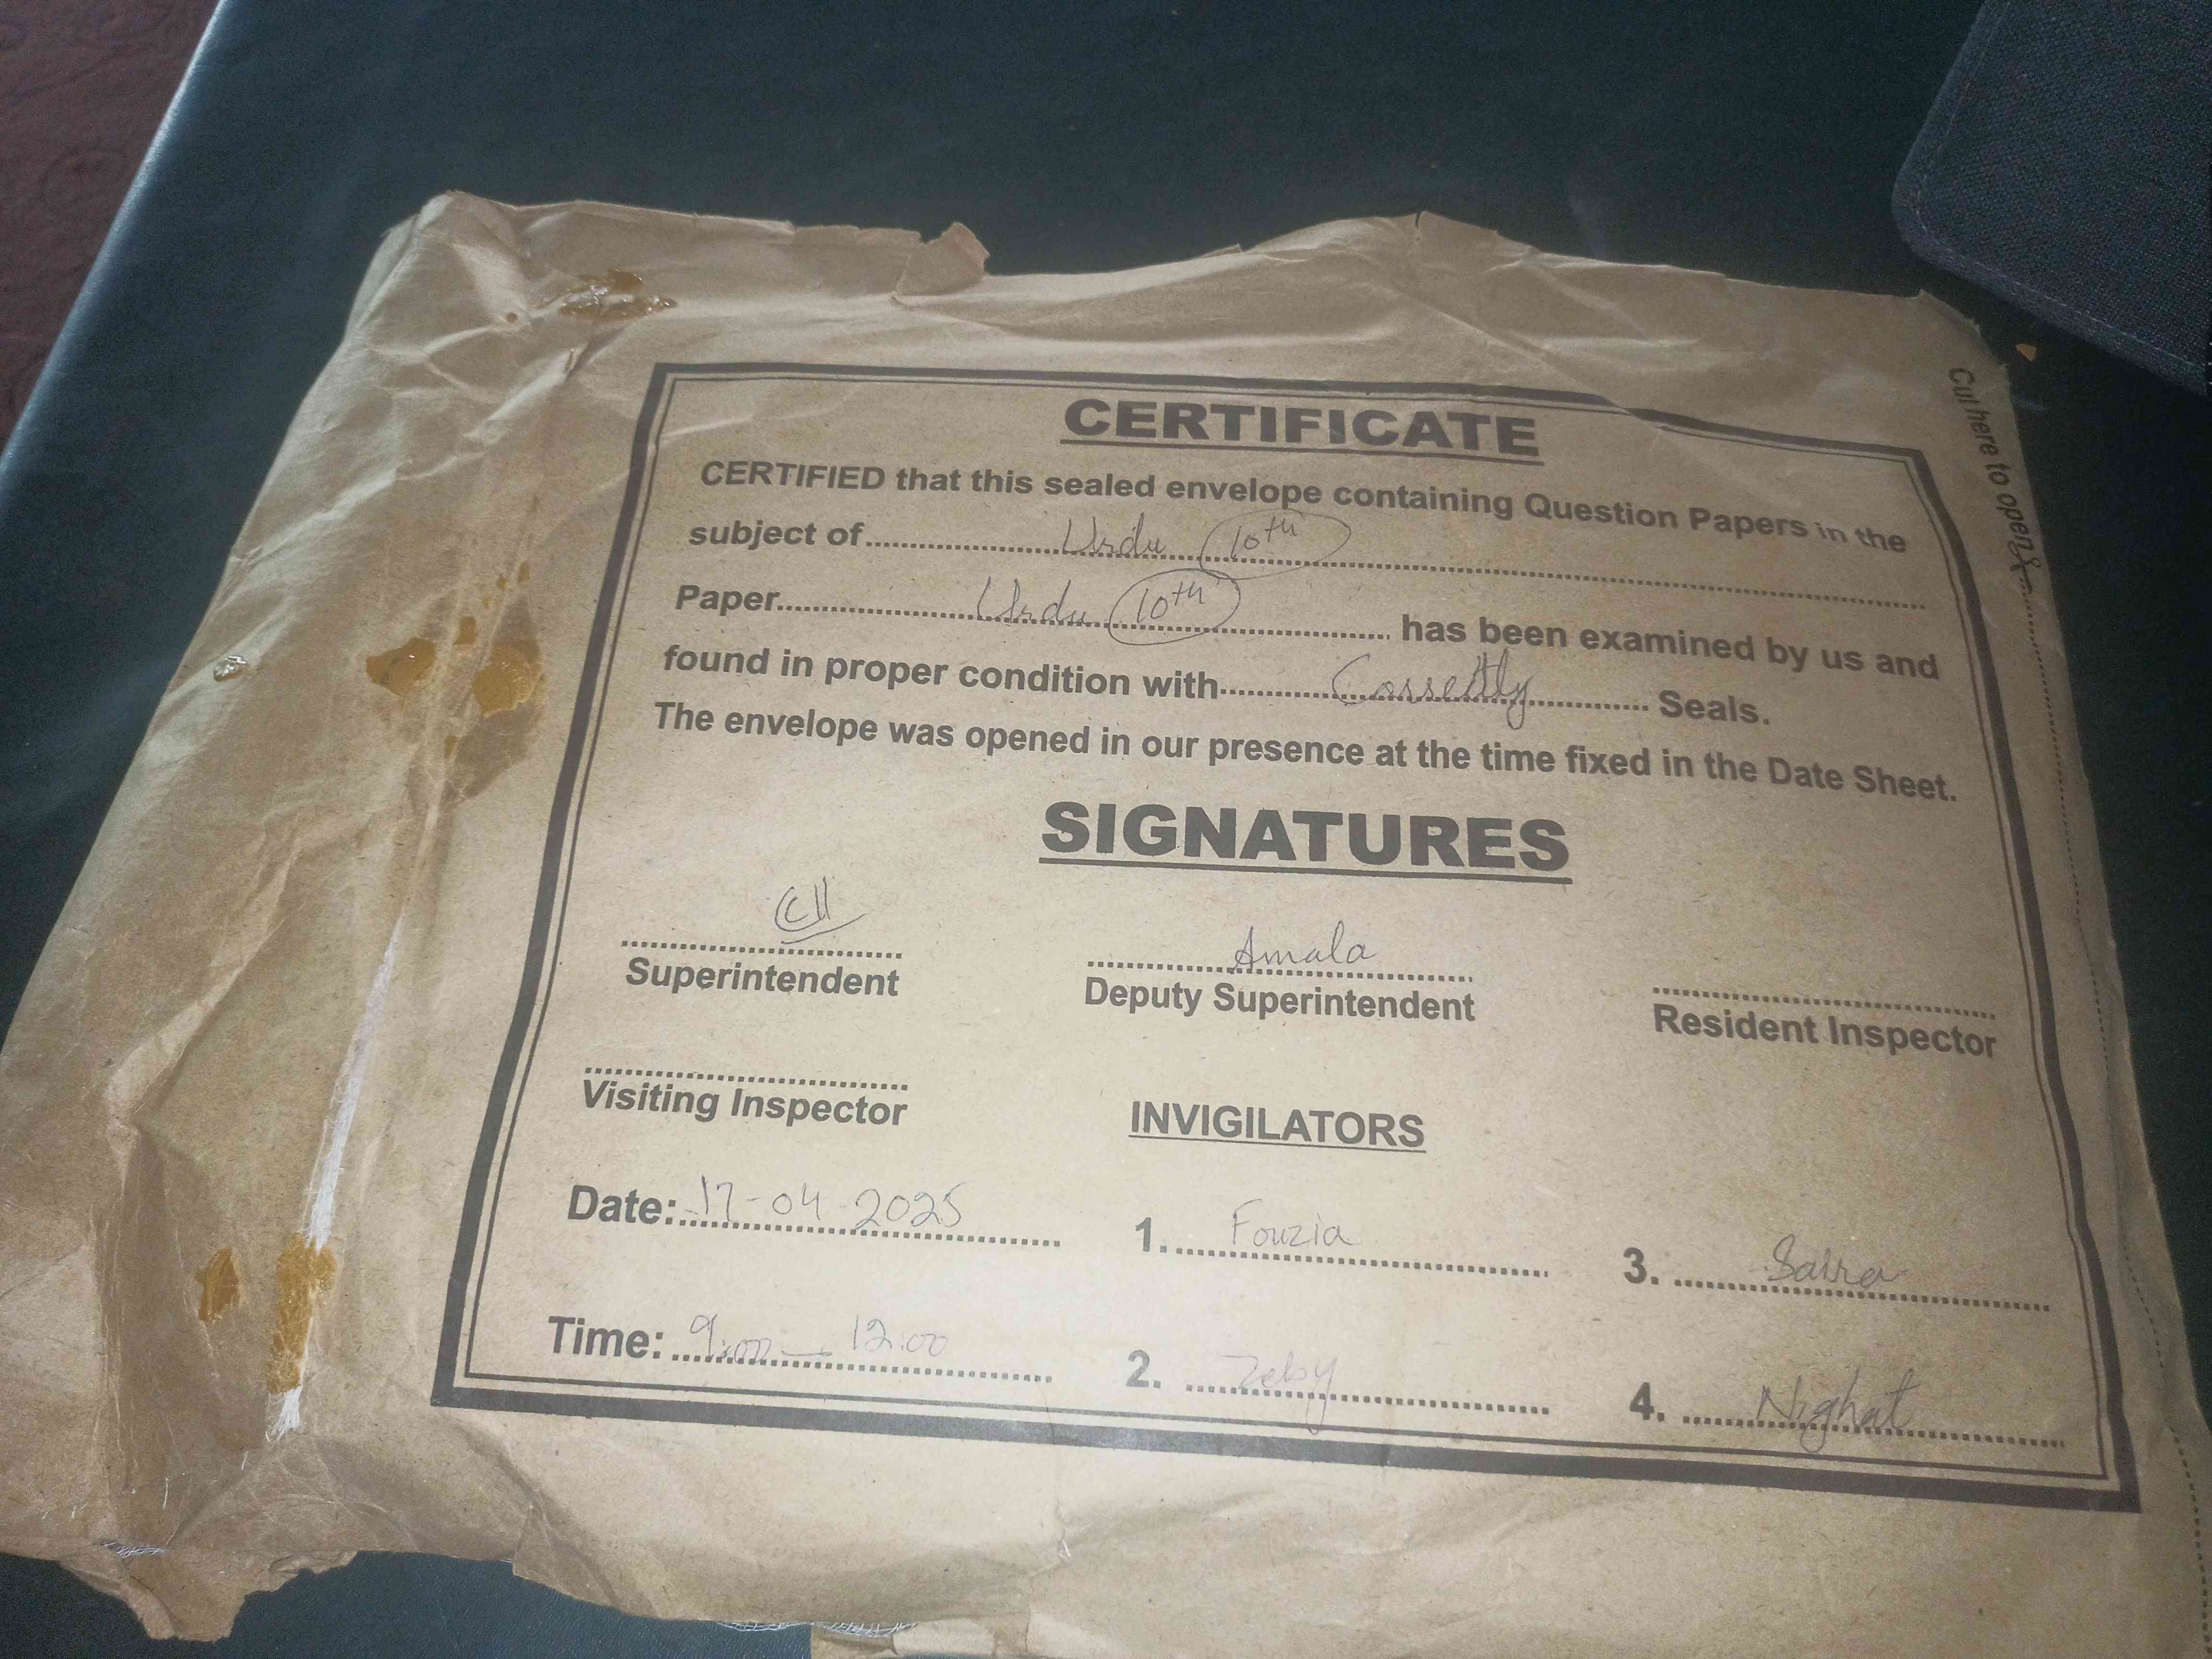 CERTIFICATE
CERTIFIED that this sealed envelope containing Question Papers in the
subject of.......... Urdu 10th ..........
Paper.......... Urdu 10th .......... has been examined by us and
found in proper condition with.......... Corsectly .......... Seals.
The envelope was opened in our presence at the time fixed in the Date Sheet.
SIGNATURES
Amala
Superintendent Deputy Superintendent Resident Inspector
Visiting Inspector INVIGILATORS
Date: 17-04-2025 1. Fouzia 3. Saira
Time: 9:00 — 12:00 2. Zeby 4. Nighat
Cut here to open